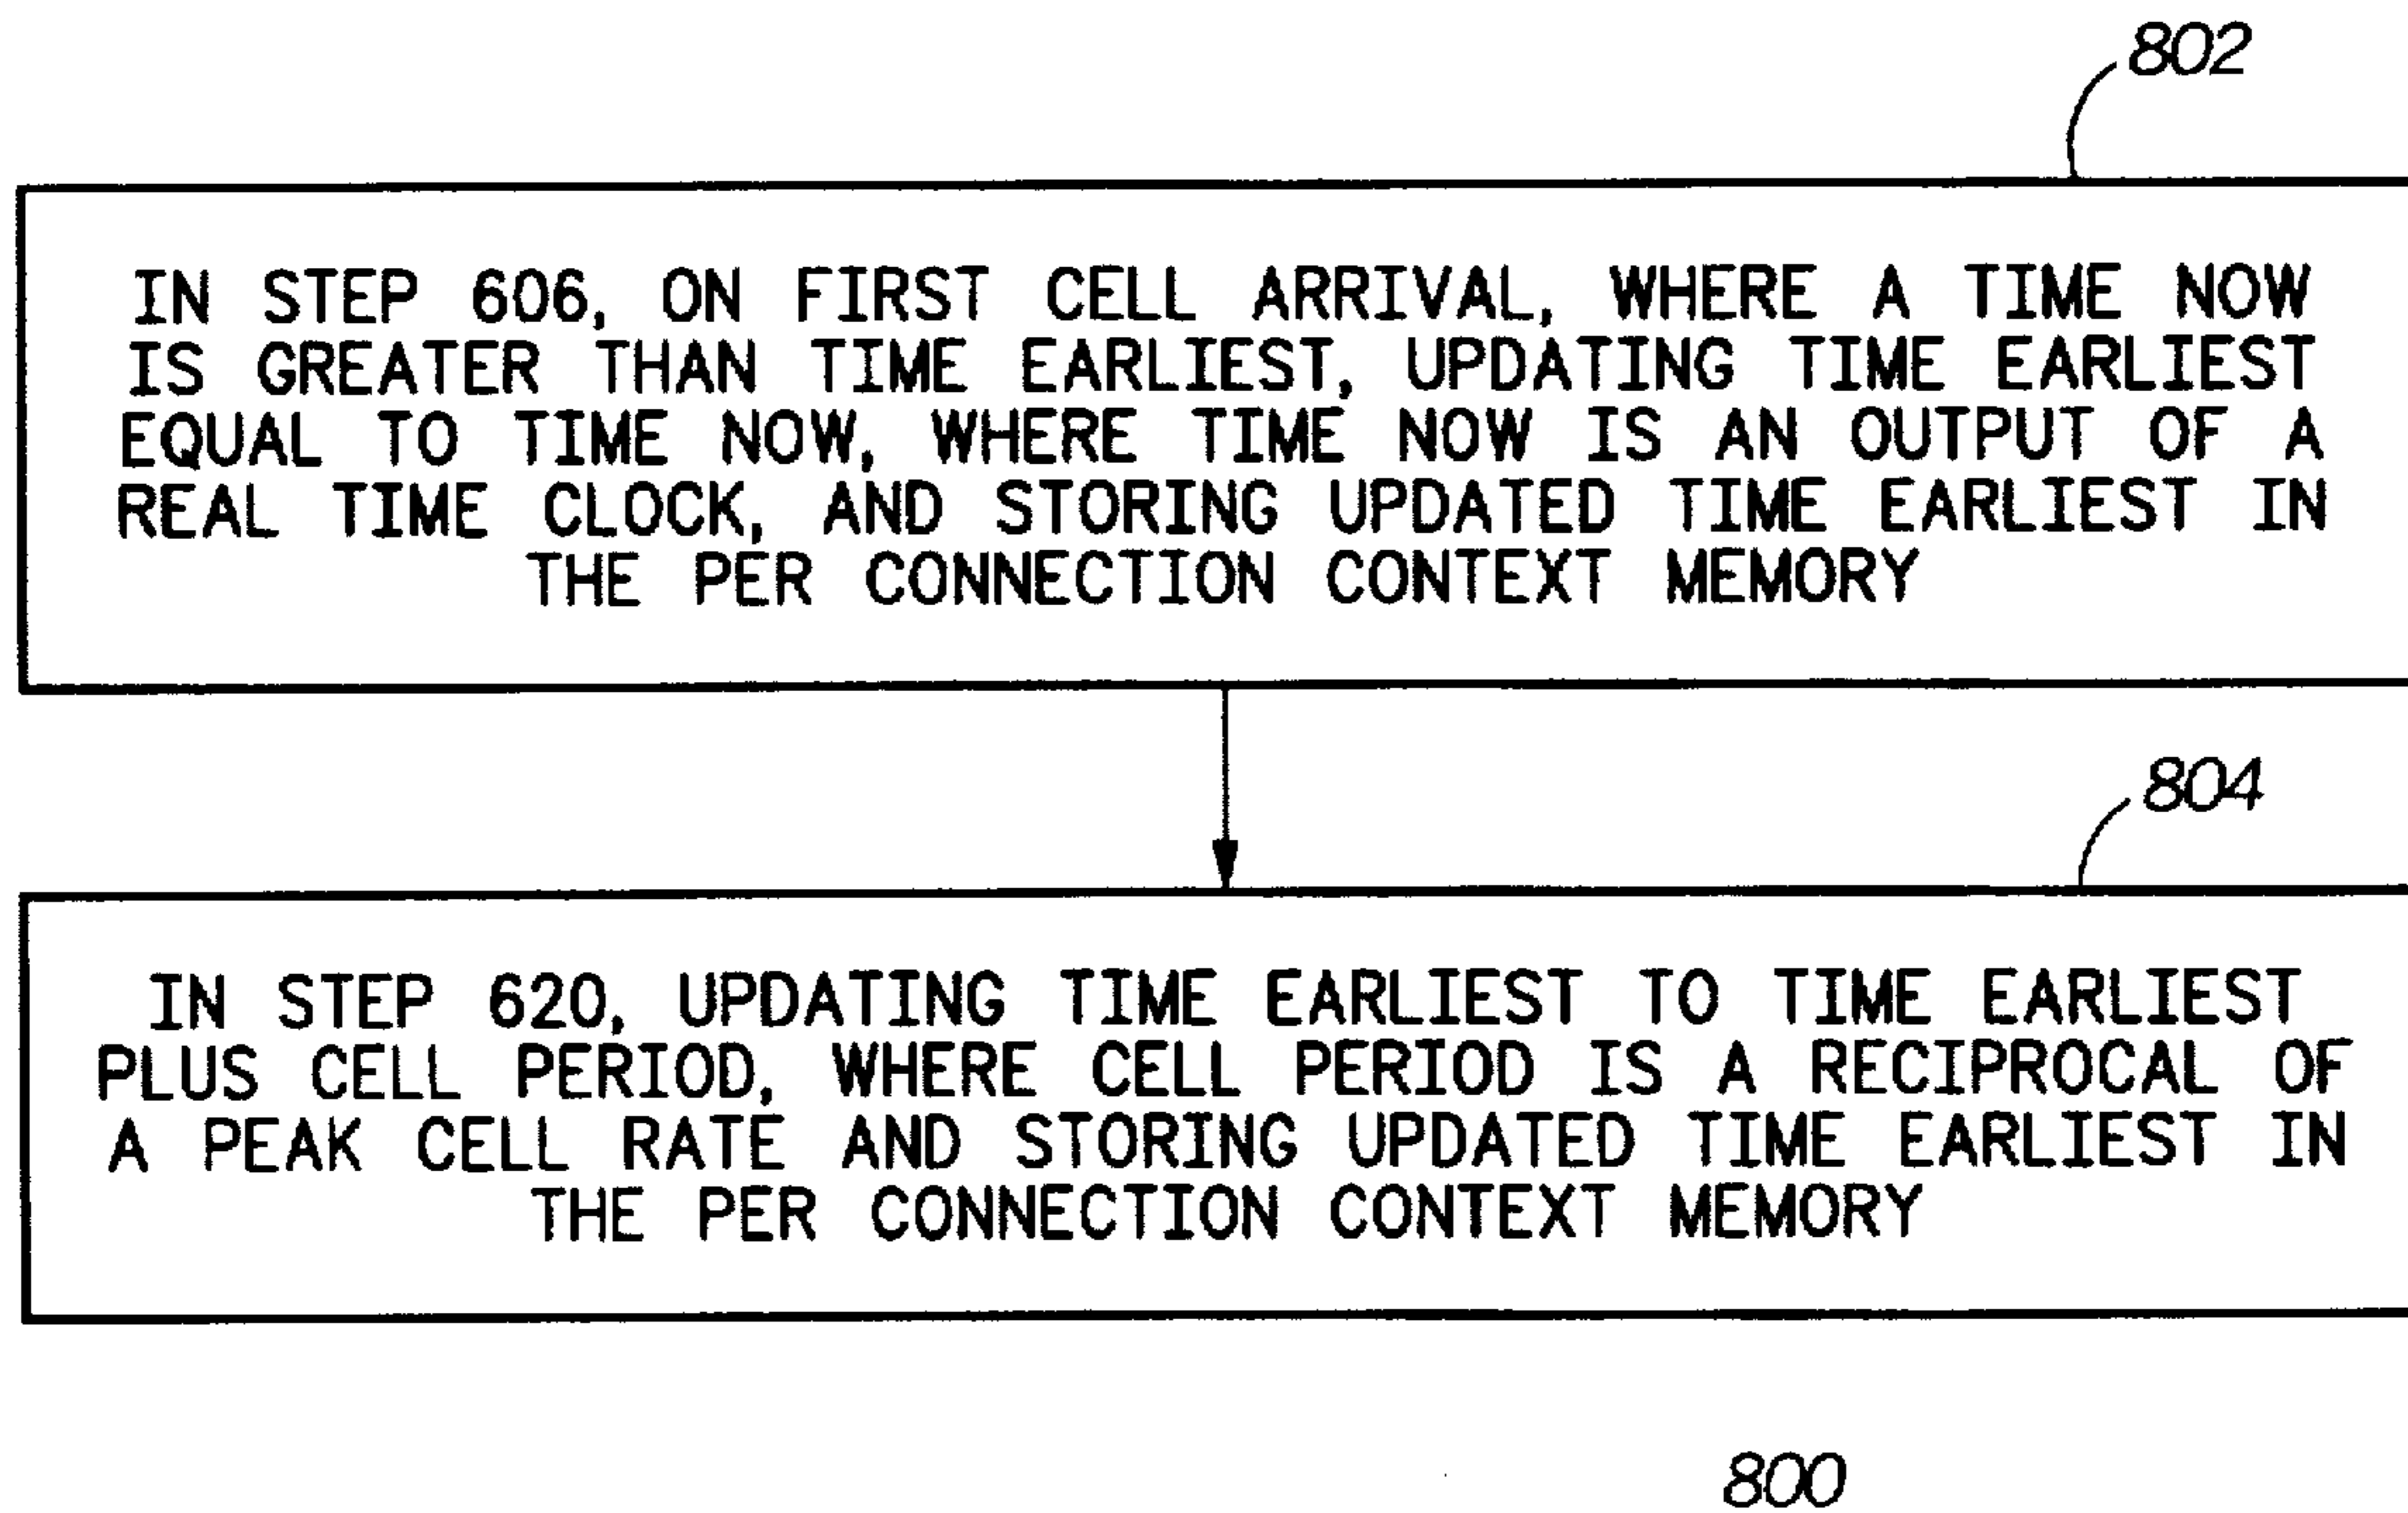 802
IN STEP 606, ON FIRST CELL ARRIVAL, WHERE A TIME NOW
IS GREATER THAN TIME EARLIEST, UPDATING TIME EARLIEST
EQUAL TO TIME NOW, WHERE TIME NOW IS AN OUTPUT OF A
REAL TIME CLOCK, AND STORING UPDATED TIME EARLIEST IN
THE PER CONNECTION CONTEXT MEMORY
804
IN STEP 620, UPDATING TIME EARLIEST TO TIME EARLIEST
PLUS CELL PERIOD, WHERE CELL PERIOD IS A RECIPROCAL OF
A PEAK CELL RATE AND STORING UPDATED TIME EARLIEST IN
THE PER CONNECTION CONTEXT MEMORY
800